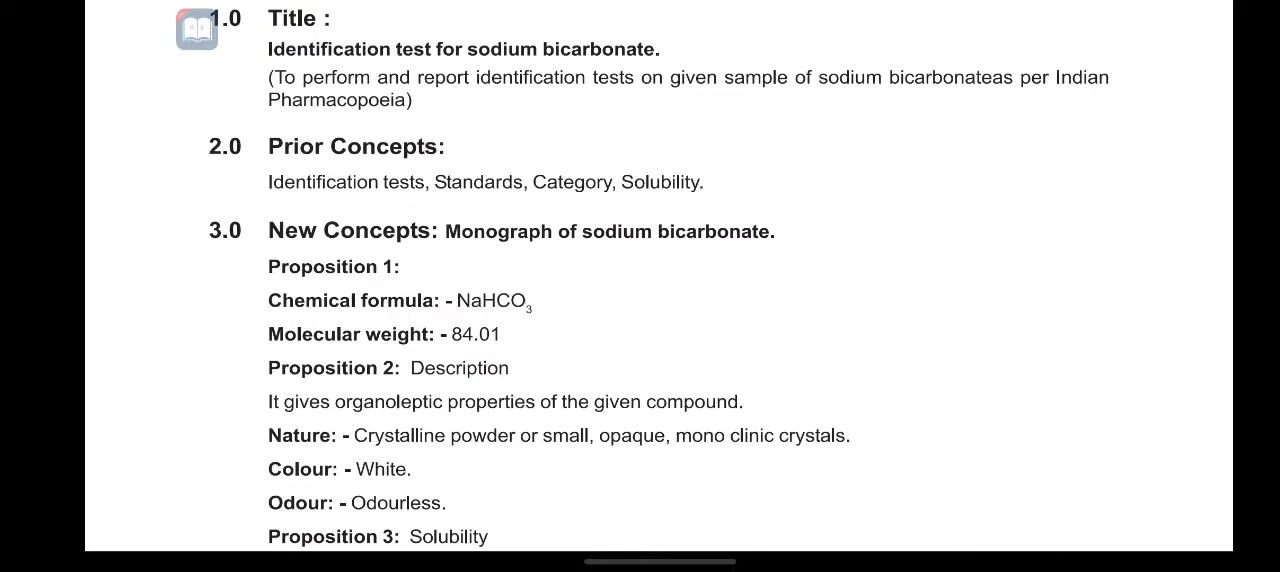 1.0 Title :
Identification test for sodium bicarbonate.
(To perform and report identification tests on given sample of sodium bicarbonateas per Indian
Pharmacopoeia)
2.0 Prior Concepts:
Identification tests, Standards, Category, Solubility.
3.0 New Concepts: Monograph of sodium bicarbonate.
Proposition 1:
Chemical formula: - NaHCO₃
Molecular weight: - 84.01
Proposition 2: Description
It gives organoleptic properties of the given compound.
Nature: - Crystalline powder or small, opaque, mono clinic crystals.
Colour: - White.
Odour: - Odourless.
Proposition 3: Solubility